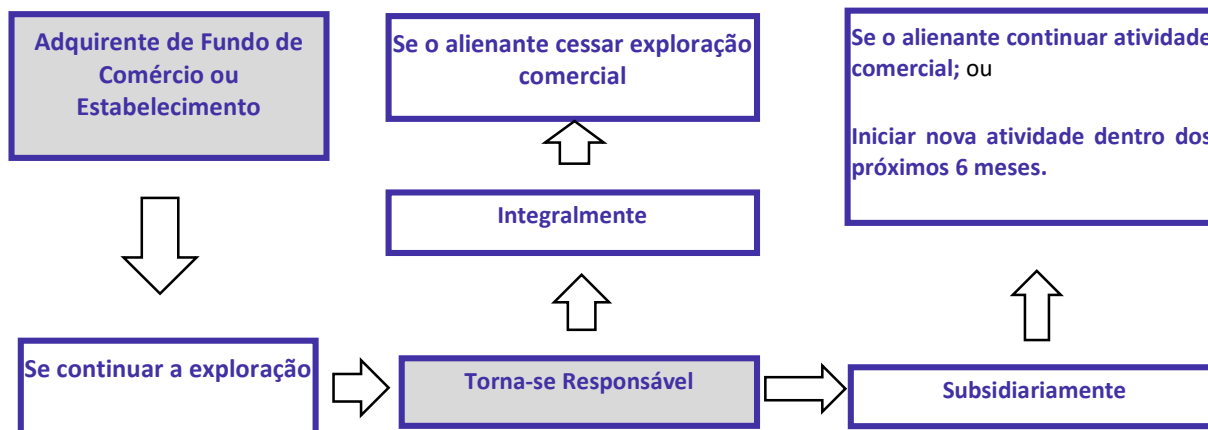 Adquirente de Fundo de
Comércio ou
Estabelecimento
Se o alienante cessar exploração
comercial
Se o alienante continuar atividade
comercial; ou
Iniciar nova atividade dentro dos
próximos 6 meses.
Integralmente
Se continuar a exploração
Torna-se Responsável
Subsidiariamente